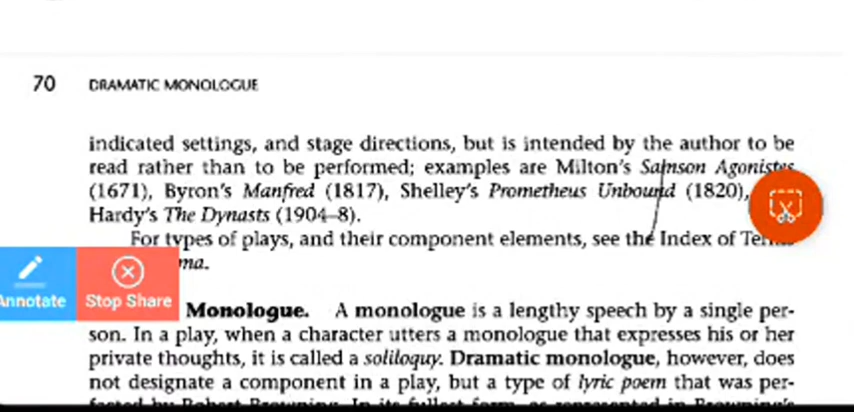 70 DRAMATIC MONOLOGUE
indicated settings, and stage directions, but is intended by the author to be
read rather than to be performed; examples are Milton's Samson Agonistes
(1671), Byron's Manfred (1817), Shelley's Prometheus Unbound (1820),
Hardy's The Dynasts (1904–8).
For types of plays, and their component elements, see the Index of
ma.
Annotate Stop Share
Monologue. A monologue is a lengthy speech by a single per-
son. In a play, when a character utters a monologue that expresses his or her
private thoughts, it is called a soliloquy. Dramatic monologue, however, does
not designate a component in a play, but a type of lyric poem that was per-